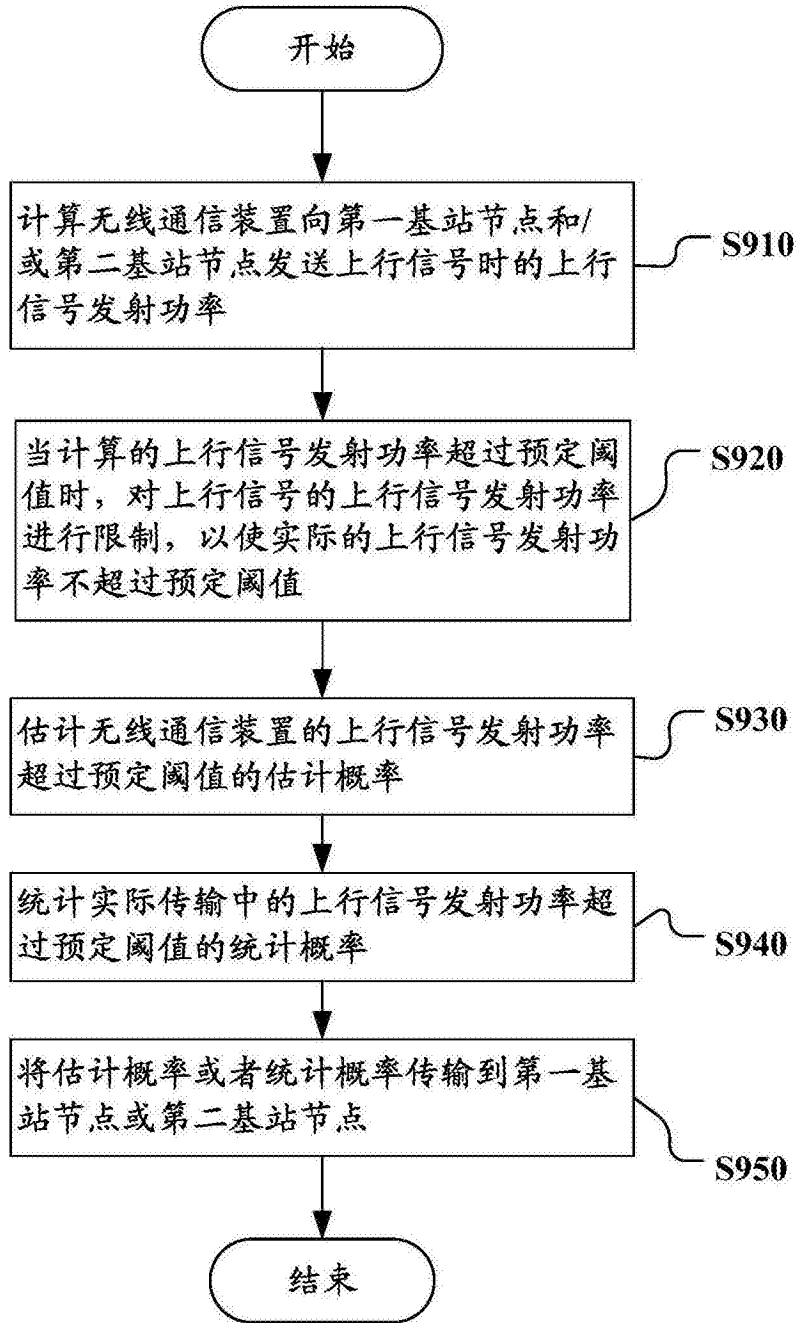 开始
计算无线通信装置向第一基站节点和/
或第二基站节点发送上行信号时的上行
信号发射功率
S910
当计算的上行信号发射功率超过预定阈
值时，对上行信号的上行信号发射功率
进行限制，以使实际的上行信号发射功
率不超过预定阈值
S920
估计无线通信装置的上行信号发射功率
超过预定阈值的估计概率
S930
统计实际传输中的上行信号发射功率超
过预定阈值的统计概率
S940
将估计概率或者统计概率传输到第一基
站节点或第二基站节点
S950
结束